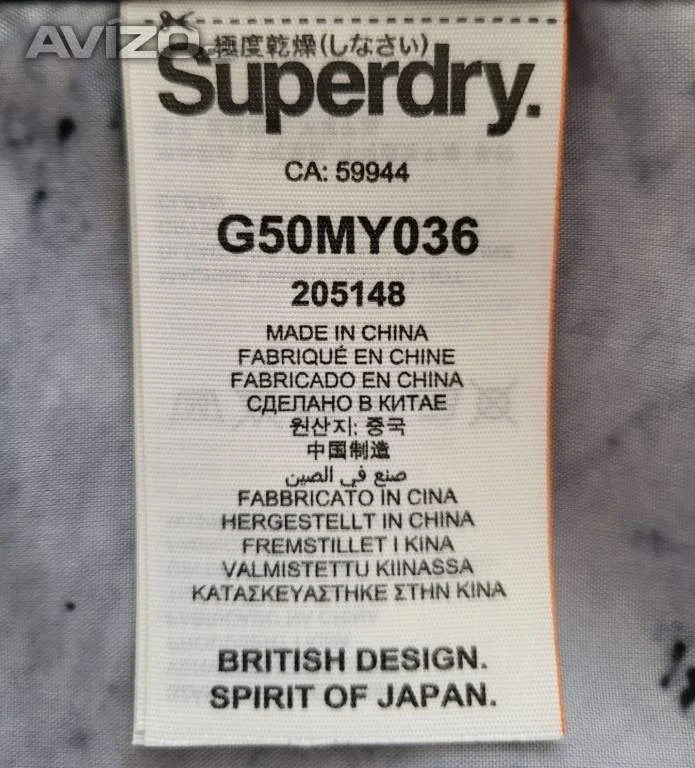 AVÍZO
極度乾燥(しなさい)
Superdry.
CA: 59944
G50MY036
205148
MADE IN CHINA
FABRIQUÉ EN CHINE
FABRICADO EN CHINA
СДЕЛАНО В КИТАЕ
원산지: 중국
中国制造
صنع في الصين
FABBRICATO IN CINA
HERGESTELLT IN CHINA
FREMSTILLET I KINA
VALMISTETTU KIINASSA
ΚΑΤΑΣΚΕΥΑΣΤΗΚΕ ΣΤΗΝ ΚΙΝΑ
BRITISH DESIGN.
SPIRIT OF JAPAN.